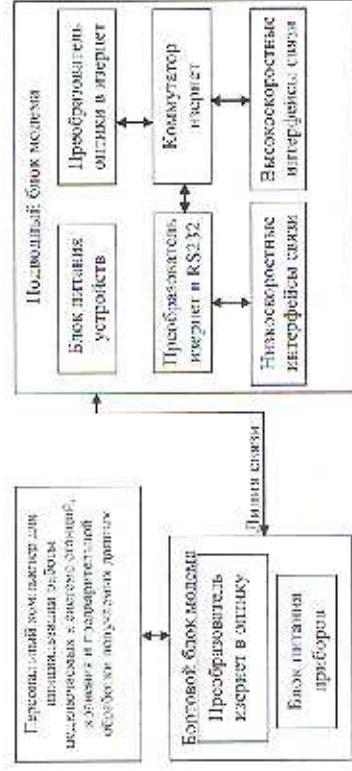 Персональный компьютер для
инициализации работы
подключаемых к системе станций,
хранения и предварительной
обработки получаемых данных
Бортовой блок модема
Преобразователь
изернет в оптику
Блок питания
приборов
Линия связи
Подводный блок модема
Блок питания
устройств
Преобразователь
оптики в изернет
Преобразователь
изернет в RS232
Коммутатор
изернет
Низкоскоростные
интерфейсы связи
Высокоскоростные
интерфейсы связи